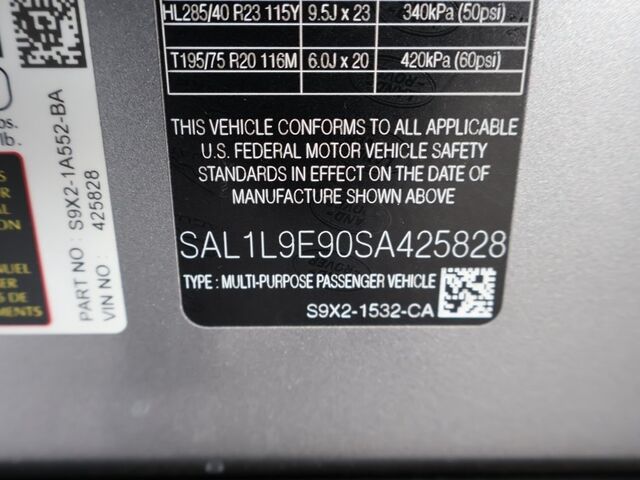 HL285/40 R23 115Y 9.5J x 23 340kPa (50psi)
T195/75 R20 116M 6.0J x 20 420kPa (60psi)
THIS VEHICLE CONFORMS TO ALL APPLICABLE
U.S. FEDERAL MOTOR VEHICLE SAFETY
STANDARDS IN EFFECT ON THE DATE OF
MANUFACTURE SHOWN ABOVE
SAL1L9E90SA425828
TYPE : MULTI-PURPOSE PASSENGER VEHICLE
S9X2-1532-CA
PART NO : S9X2-1A552-BA
VIN NO : 425828
lb.
MANUEL